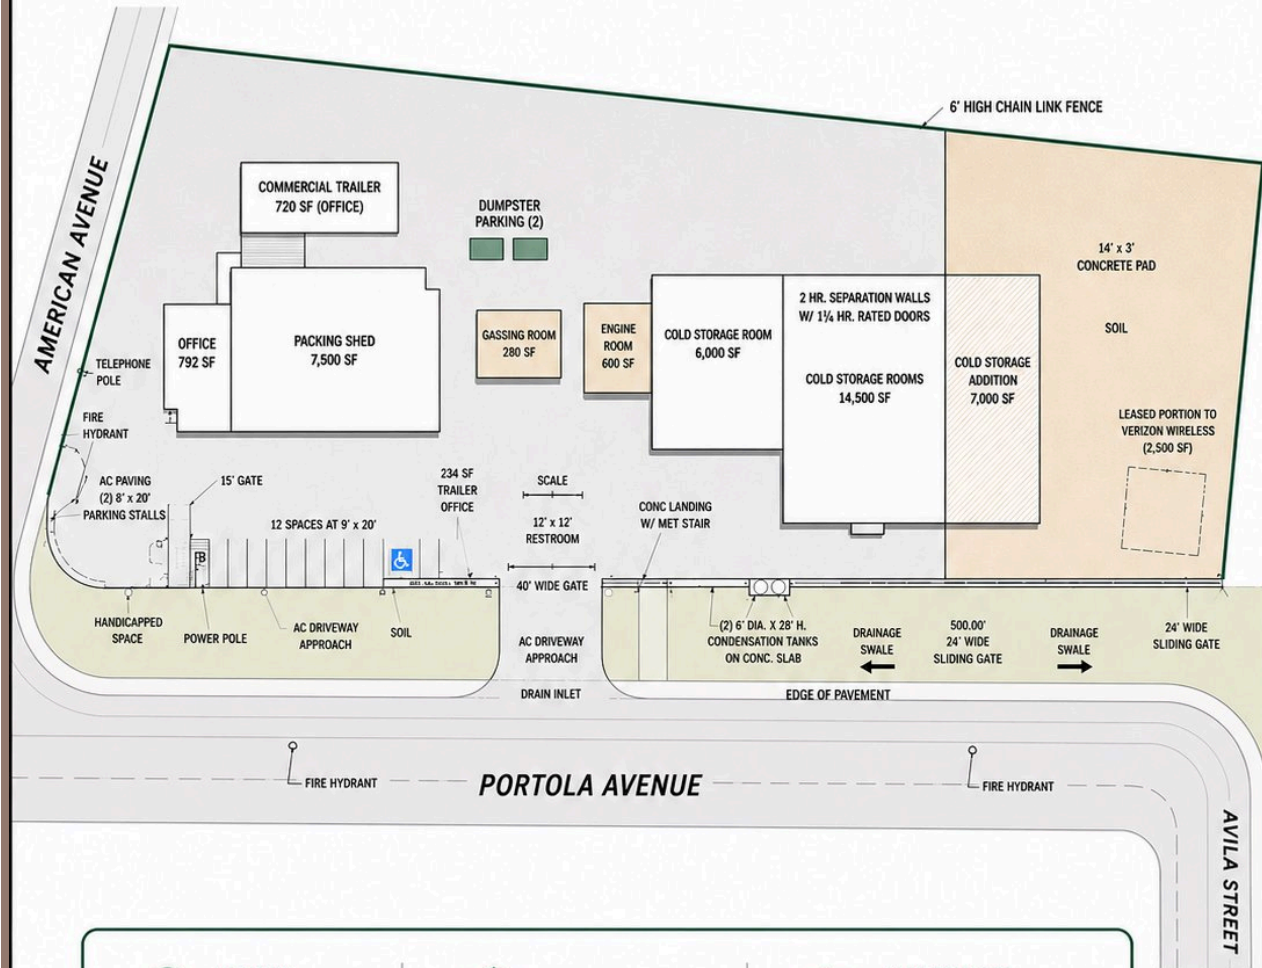 6' HIGH CHAIN LINK FENCE
AMERICAN AVENUE
COMMERCIAL TRAILER
720 SF (OFFICE)
DUMPSTER
PARKING (2)
14' x 3'
CONCRETE PAD
SOIL
OFFICE
792 SF
PACKING SHED
7,500 SF
GASSING ROOM
280 SF
ENGINE
ROOM
600 SF
COLD STORAGE ROOM
6,000 SF
2 HR. SEPARATION WALLS
W/ 1¼ HR. RATED DOORS
COLD STORAGE ROOMS
14,500 SF
COLD STORAGE
ADDITION
7,000 SF
LEASED PORTION TO
VERIZON WIRELESS
(2,500 SF)
TELEPHONE
POLE
FIRE
HYDRANT
AC PAVING
(2) 8' x 20'
PARKING STALLS
15' GATE
12 SPACES AT 9' x 20'
234 SF
TRAILER
OFFICE
SCALE
12' x 12'
RESTROOM
CONC LANDING
W/ MET STAIR
40' WIDE GATE
HANDICAPPED
SPACE
POWER POLE
AC DRIVEWAY
APPROACH
SOIL
AC DRIVEWAY
APPROACH
(2) 6' DIA. X 28' H.
CONDENSATION TANKS
ON CONC. SLAB
DRAINAGE
SWALE
500.00'
24' WIDE
SLIDING GATE
DRAINAGE
SWALE
24' WIDE
SLIDING GATE
DRAIN INLET
EDGE OF PAVEMENT
FIRE HYDRANT
PORTOLA AVENUE
FIRE HYDRANT
AVILA STREET